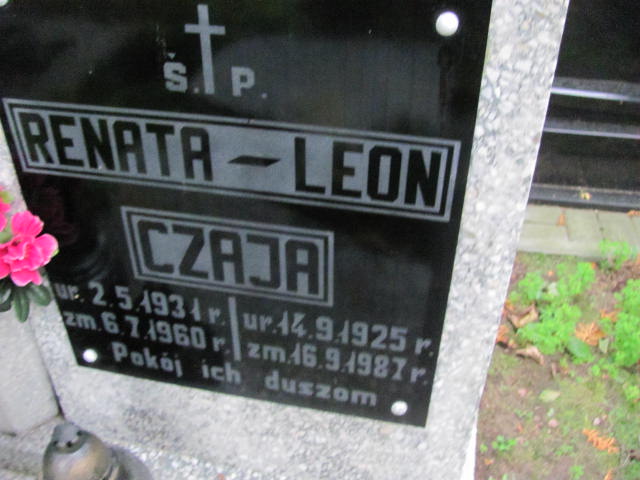 Ś. P.
RENATA - LEON
CZAJA
ur. 2.5.1931 r. ur. 14.9.1925 r.
zm. 6.7.1960 r. zm. 16.9.1987 r.
Pokój ich duszom